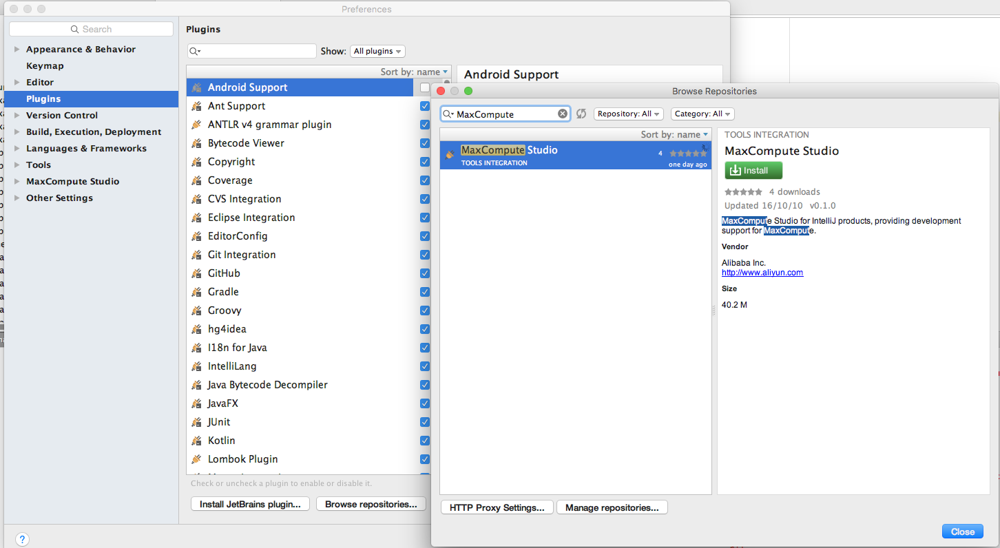 Preferences
Search
Appearance & Behavior
Keymap
Editor
Plugins
Version Control
Build, Execution, Deployment
Languages & Frameworks
Tools
MaxCompute Studio
Other Settings
?
Plugins
Show: All plugins
Sort by: name
Android Support
Ant Support
ANTLR v4 grammar plugin
Bytecode Viewer
Copyright
Coverage
CVS Integration
Eclipse Integration
EditorConfig
Git Integration
GitHub
Gradle
Groovy
hg4idea
I18n for Java
IntelliLang
Java Bytecode Decompiler
JavaFX
JUnit
Kotlin
Lombok Plugin
Check or uncheck a plugin to enable or disable it.
Install JetBrains plugin...
Browse repositories...
Android Support
Browse Repositories
MaxCompute
Repository: All
Category: All
Sort by: name
MaxCompute Studio
4
TOOLS INTEGRATION
one day ago
TOOLS INTEGRATION
MaxCompute Studio
Install
4 downloads
Updated 16/10/10 v0.1.0
MaxCompute Studio for IntelliJ products, providing development
support for MaxCompute.
Vendor
Alibaba Inc.
http://www.aliyun.com
Size
40.2 M
HTTP Proxy Settings...
Manage repositories...
Close